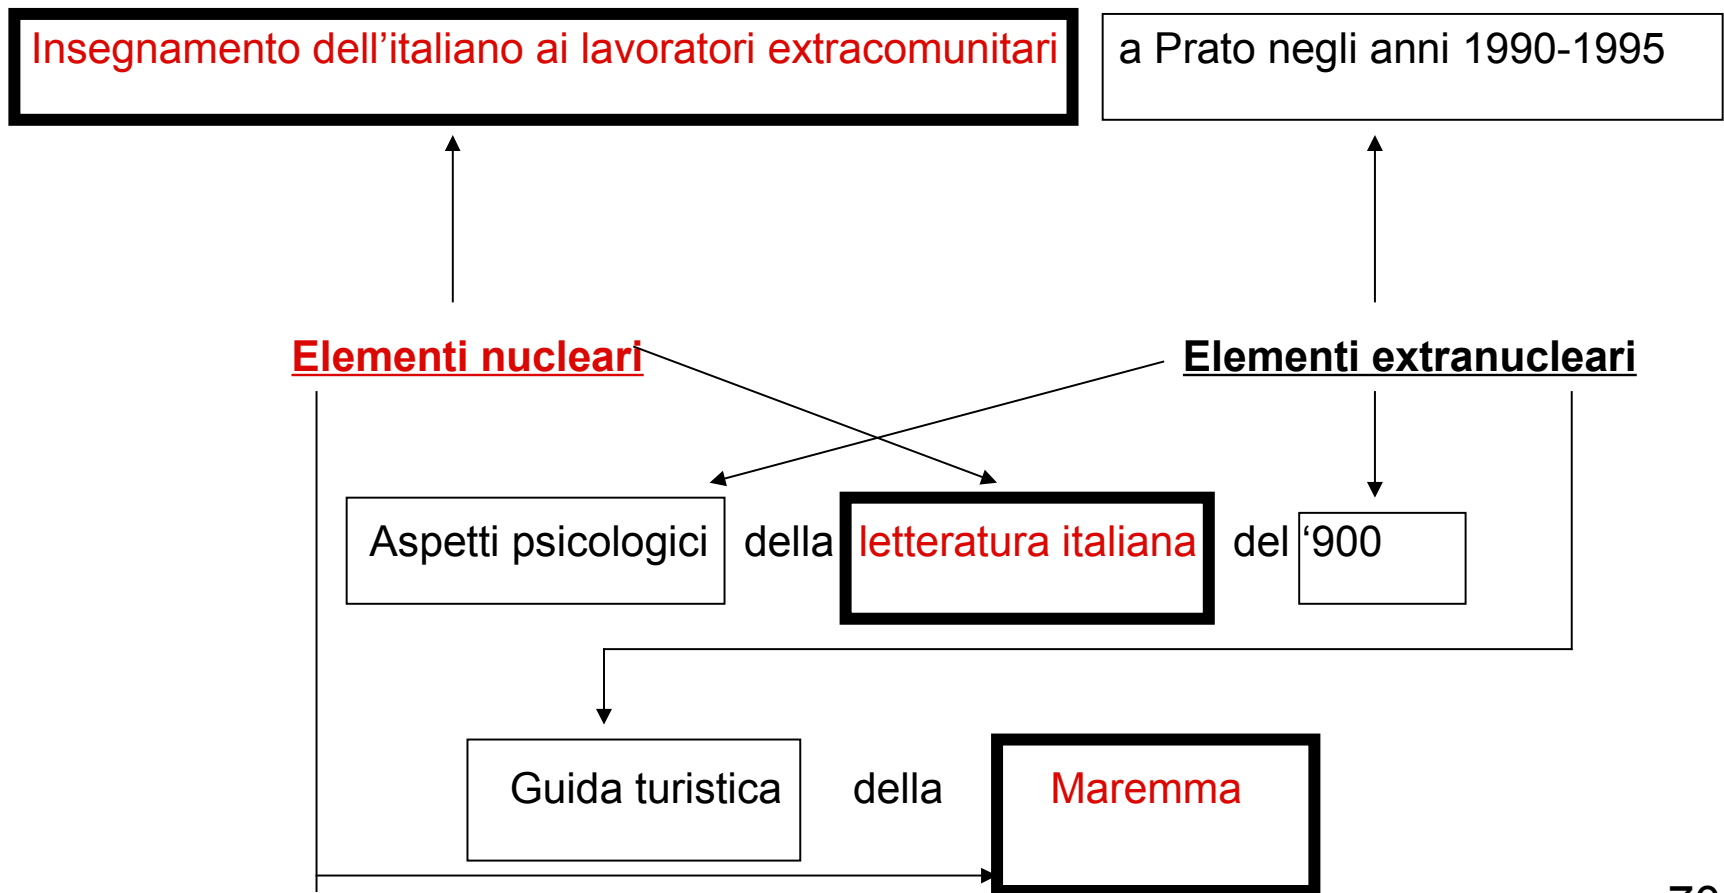 Insegnamento dell’italiano ai lavoratori extracomunitari a Prato negli anni 1990-1995
Elementi nucleari Elementi extranucleari
Aspetti psicologici della letteratura italiana del ‘900
Guida turistica della Maremma